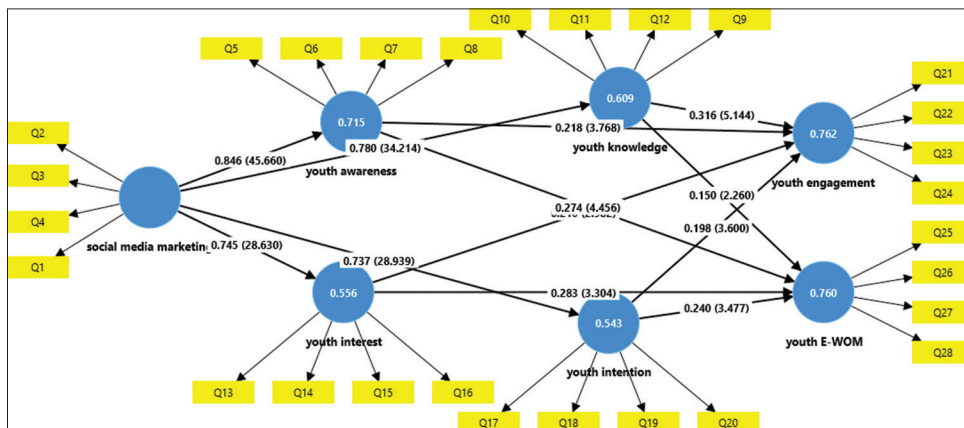 Q10
Q11
Q12
Q9
Q5
Q6
Q7
Q8
Q21
0.609
0.316 (5.144)
Q22
Q2
0.715
0.218 (3.768)
0.762
youth knowledge
Q23
0.846 (45.660)
0.780 (34.214)
youth awareness
youth engagement
Q3
Q24
0.150 (2.260)
0.274 (4.456)
Q4
0.198 (3.600)
Q25
social media marketing
0.745 (28.630)
0.737 (28.939)
Q1
Q26
0.556
0.283 (3.304)
0.760
0.240 (3.477)
Q27
0.543
youth interest
youth E-WOM
Q28
youth intention
Q13
Q14
Q15
Q16
Q17
Q18
Q19
Q20